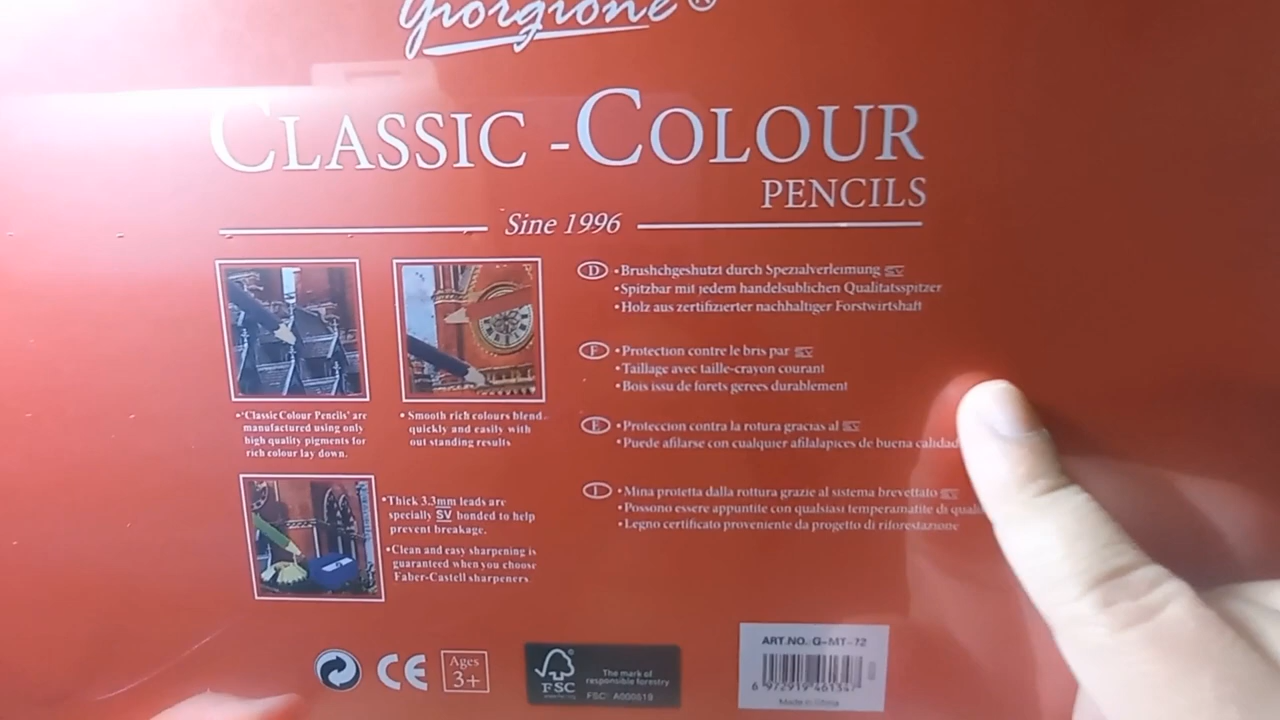 Giorgione ®
CLASSIC - COLOUR
PENCILS
Sine 1996
•'Classic Colour Pencils' are
manufactured using only
high quality pigments for
rich colour lay down.
• Smooth rich colours blend
quickly and easily with
out standing results
•Thick 3.3mm leads are
specially SV bonded to help
prevent breakage.
•Clean and easy sharpening is
guaranteed when you choose
Faber-Castell sharpeners.
D •Brushchgeshutzt durch Spezialverleimung SV
•Spitzbar mit jedem handelsublichen Qualitatsspitzer
•Holz aus zertifizierter nachhaltiger Forstwirtshaft
F •Protection contre le bris par SV
•Taillage avec taille-crayon courant
•Bois issu de forets gerees durablement
E •Proteccion contra la rotura gracias al SV
•Puede afilarse con cualquier afilalapices de buena calidad
I •Mina protetta dalla rottura grazie al sistema brevettato SV
•Possono essere appuntite con qualsiasi temperamatite di
•Legno certificato proveniente da progetto di riforestazione
CE
Ages
3+
FSC
The mark of
responsible forestry
FSC A000519
ART.NO.:G-MT-72
6 972919 461347
Made in China